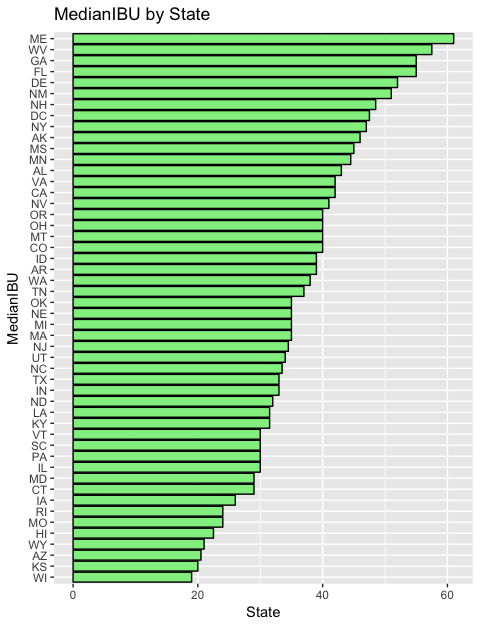 MedianIBU by State
ME
WV
GA
FL
DE
NM
NH
DC
NY
AK
MS
MN
AL
VA
CA
NV
OR
OH
MT
CO
ID
AR
WA
TN
OK
NE
MI
MA
NJ
UT
NC
TX
IN
ND
LA
KY
VT
SC
PA
IL
MD
CT
IA
RI
MO
HI
WY
AZ
KS
WI
MedianIBU
0 20 40 60
State